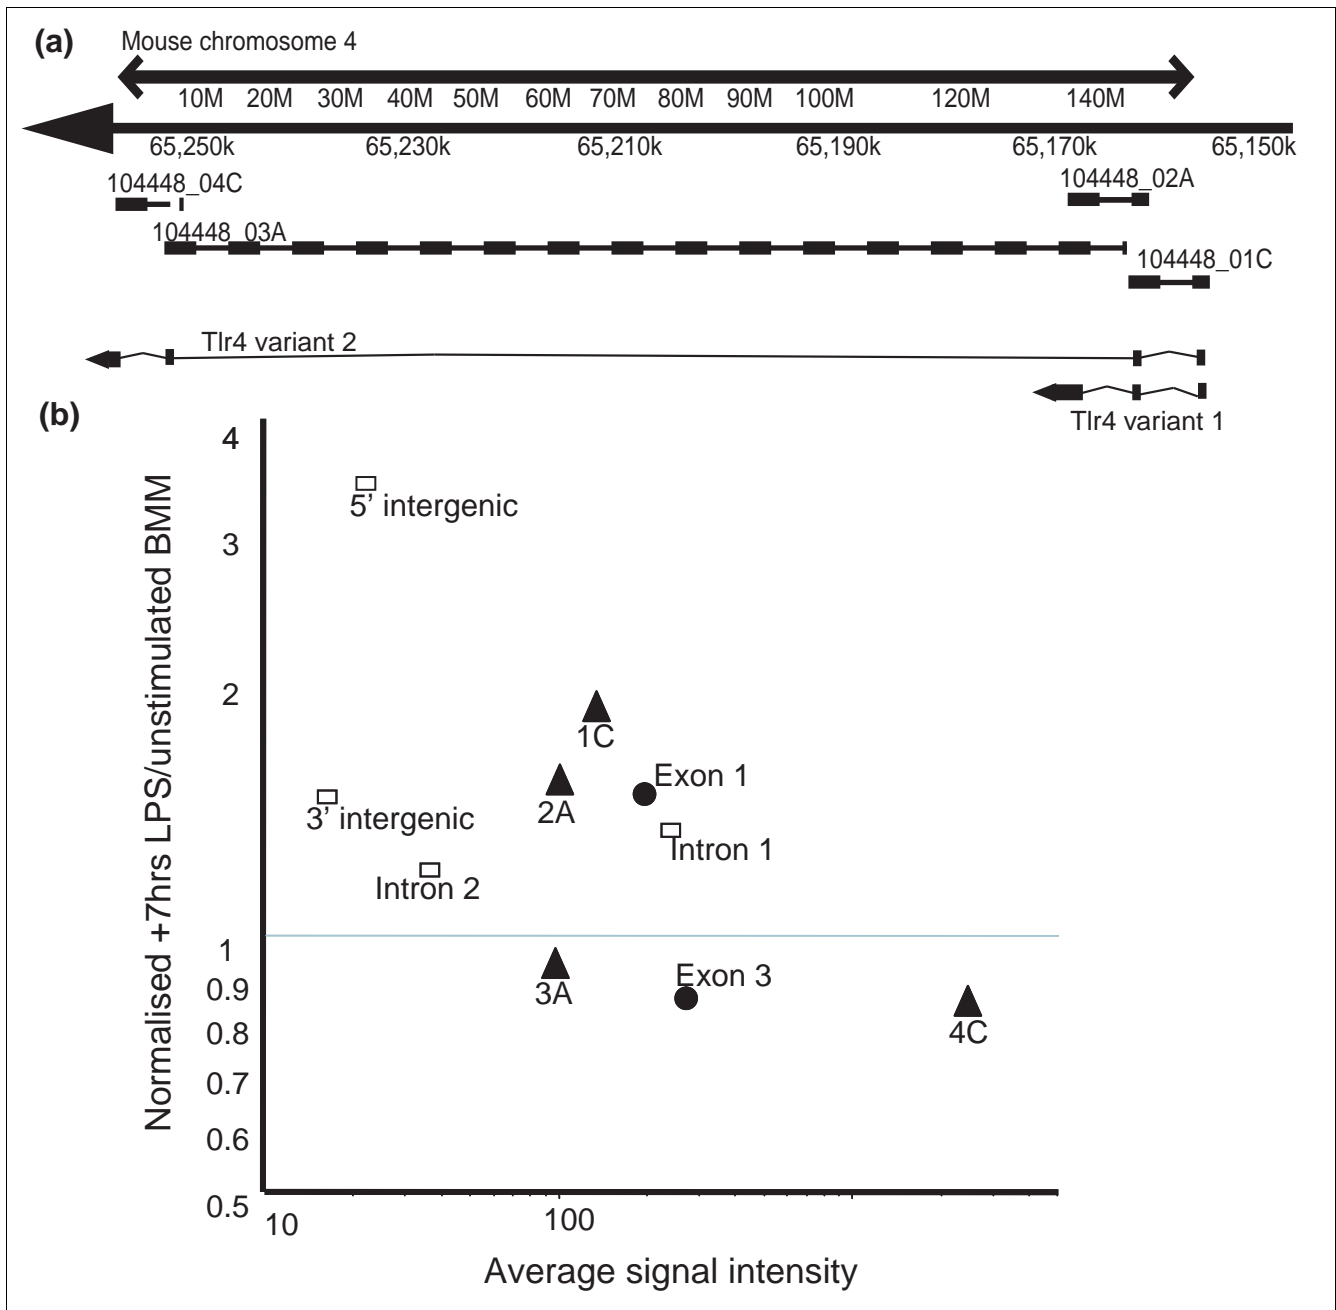 (a)
Mouse chromosome 4
10M 20M 30M 40M 50M 60M 70M 80M 90M 100M 120M 140M
65,250k 65,230k 65,210k 65,190k 65,170k 65,150k
104448_04C
104448_02A
104448_03A
104448_01C
Tlr4 variant 2
Tlr4 variant 1
(b)
Normalised +7hrs LPS/unstimulated BMM
4
3
2
1
0.9
0.8
0.7
0.6
0.5
5’ intergenic
1C
Exon 1
2A
3’ intergenic
Intron 1
Intron 2
3A
Exon 3
4C
10
100
Average signal intensity